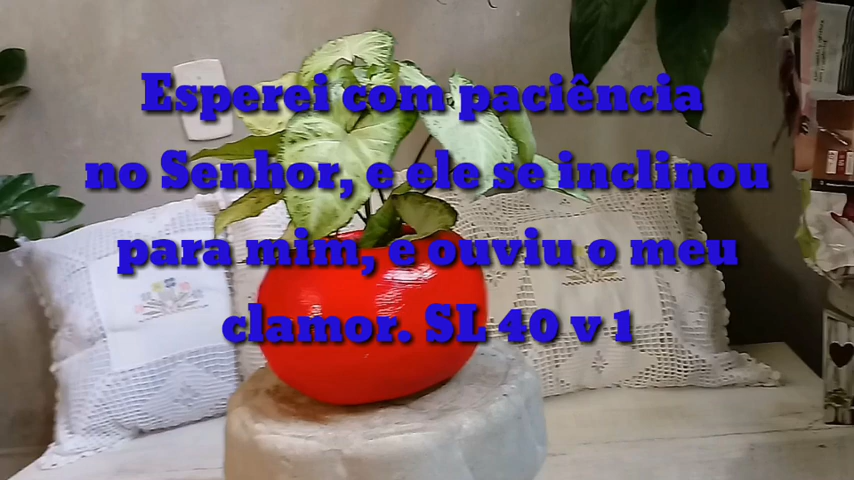 Esperei com paciência
no Senhor, e ele se inclinou
para mim, e ouviu o meu
clamor. SL 40 v 1